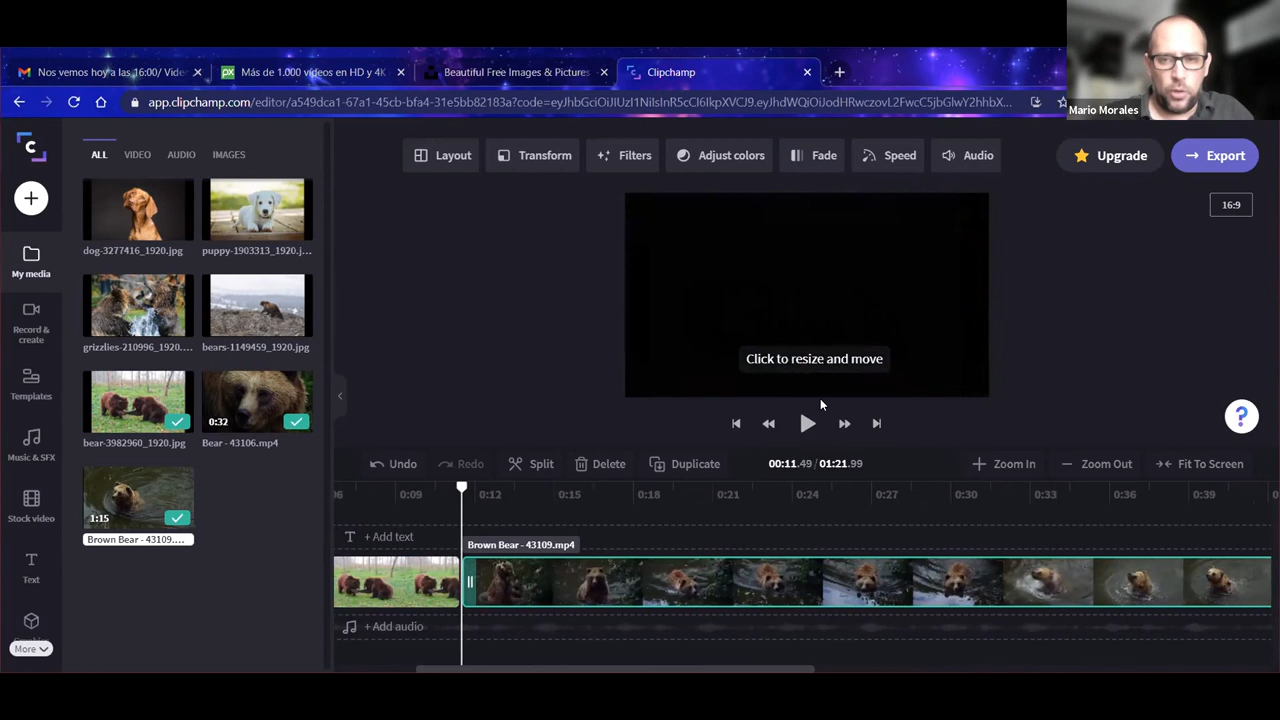 Nos vemos hoy a las 16:00/ Vide
Más de 1.000 vídeos en HD y 4K
Beautiful Free Images & Pictures
Clipchamp
app.clipchamp.com/editor/a549dca1-67a1-45cb-bfa4-31e5bb82183a?code=eyJhbGciOiJIUzI1NiIsInR5cCI6IkpXVCJ9.eyJhdWQiOiJodHRwczovL2FwcC5jbGlwY2hhbX...
Mario Morales
ALL VIDEO AUDIO IMAGES
Layout Transform Filters Adjust colors Fade Speed Audio
Upgrade Export
16:9
My media
Record & create
Templates
Music & SFX
Stock video
Text
More
dog-3277416_1920.jpg puppy-1903313_1920.j...
grizzlies-210996_1920.... bears-1149459_1920.jpg
0:32
bear-3982960_1920.jpg Bear - 43106.mp4
1:15
Brown Bear - 43109....
Click to resize and move
Undo Redo Split Delete Duplicate 00:11.49 / 01:21.99 Zoom In Zoom Out Fit To Screen
0:09 0:12 0:15 0:18 0:21 0:24 0:27 0:30 0:33 0:36 0:39
+ Add text
Brown Bear - 43109.mp4
+ Add audio